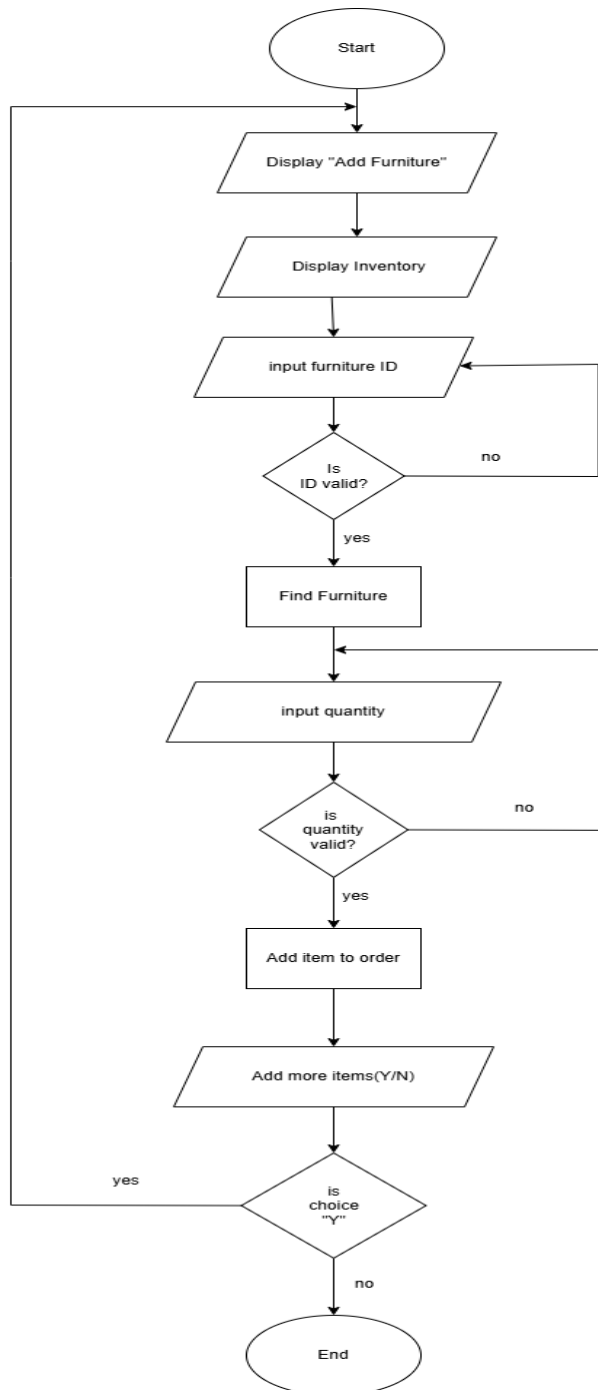 Start
Display "Add Furniture"
Display Inventory
input furniture ID
Is
ID valid?
no
yes
Find Furniture
input quantity
is
quantity
valid?
no
yes
Add item to order
Add more items(Y/N)
is
choice
"Y"
yes
no
End